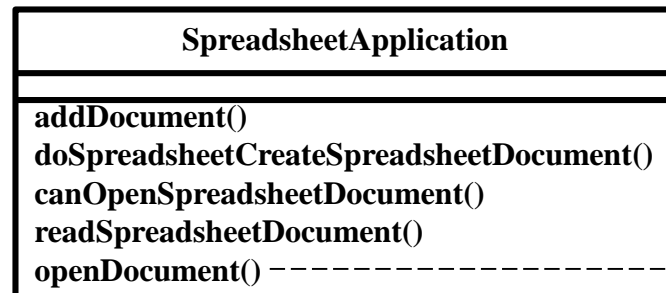 SpreadsheetApplication
addDocument()
doSpreadsheetCreateSpreadsheetDocument()
canOpenSpreadsheetDocument()
readSpreadsheetDocument()
openDocument()